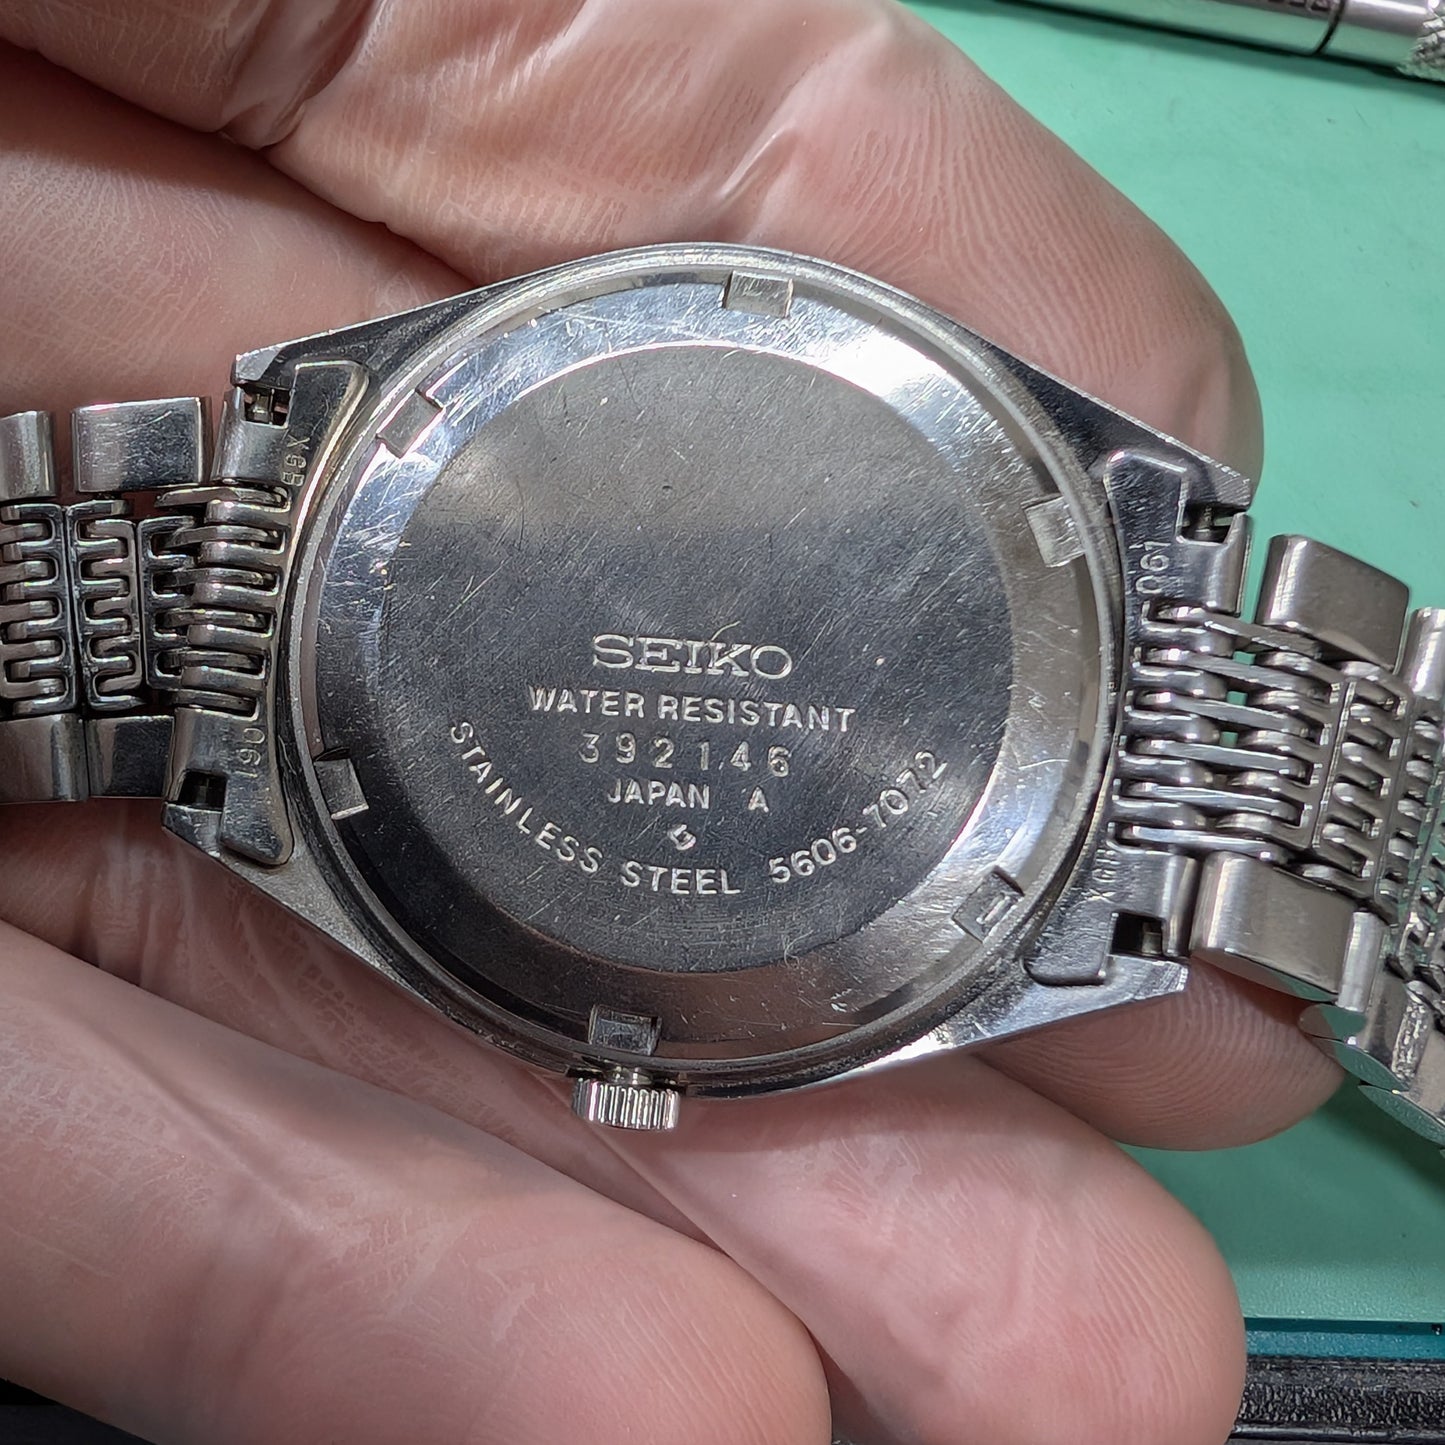 SEIKO
WATER RESISTANT
392146
JAPAN A
STAINLESS STEEL 5606-7072